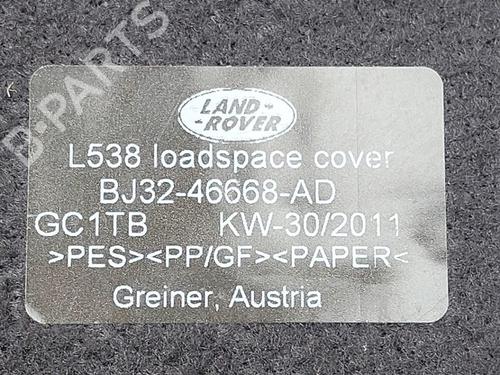 B-PARTS
LAND-
-ROVER
L538 loadspace cover
BJ32-46668-AD
GC1TB KW-30/2011
>PES><PP/GF><PAPER<
Greiner, Austria